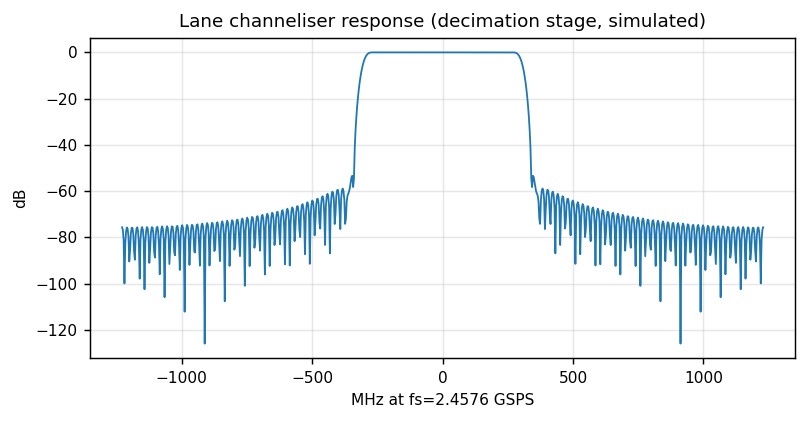 Lane channeliser response (decimation stage, simulated)
dB
0
−20
−40
−60
−80
−100
−120
−1000 −500 0 500 1000
MHz at fs=2.4576 GSPS